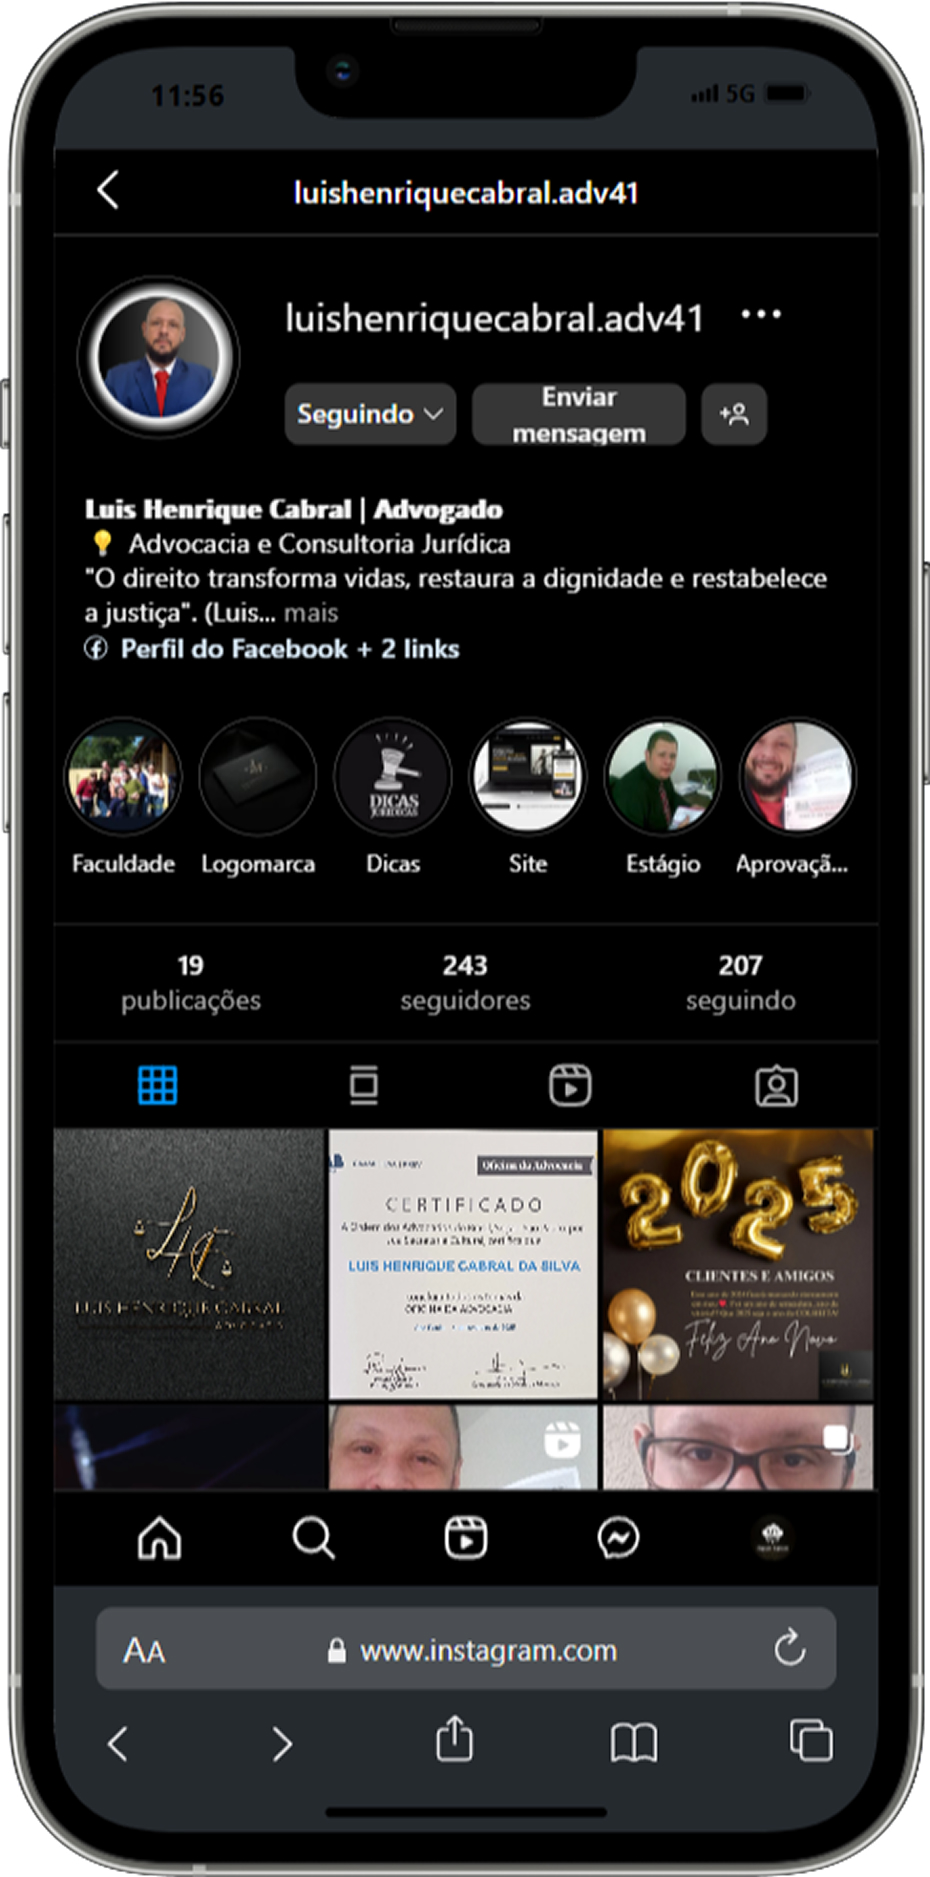 11:56
5G
luishenriquecabral.adv41
luishenriquecabral.adv41
Seguindo
Enviar
mensagem
Luis Henrique Cabral | Advogado
Advocacia e Consultoria Jurídica
"O direito transforma vidas, restaura a dignidade e restabelece
a justiça". (Luis... mais
Perfil do Facebook + 2 links
DICAS
JURÍDICAS
Faculdade
Logomarca
Dicas
Site
Estágio
Aprovaçã...
19
publicações
243
seguidores
207
seguindo
LUIS HENRIQUE CABRAL
Oficina da Advocacia
CERTIFICADO
LUIS HENRIQUE CABRAL DA SILVA
OFICINA DA ADVOCACIA
2025
CLIENTES E AMIGOS
Feliz Ano Novo
AA
www.instagram.com